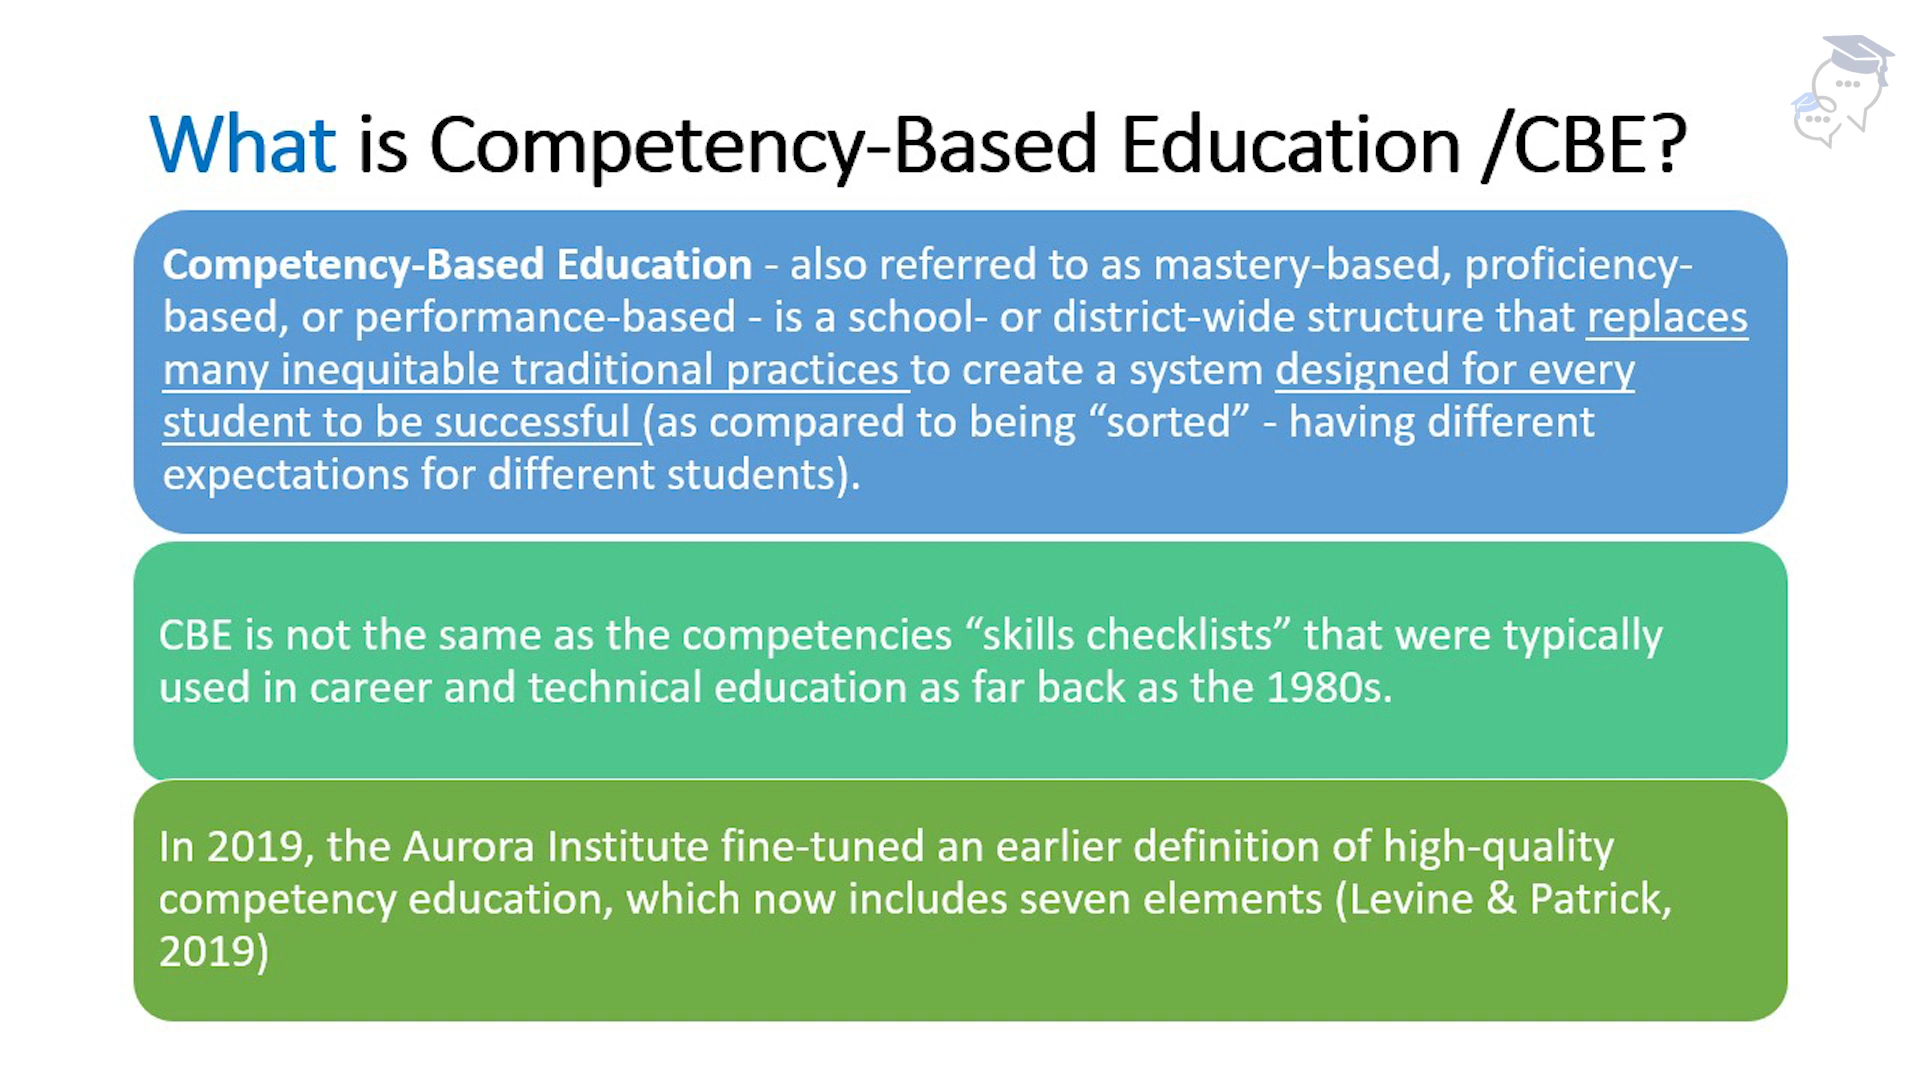 What is Competency-Based Education /CBE?
Competency-Based Education - also referred to as mastery-based, proficiency-
based, or performance-based - is a school- or district-wide structure that replaces
many inequitable traditional practices to create a system designed for every
student to be successful (as compared to being “sorted” - having different
expectations for different students).
CBE is not the same as the competencies “skills checklists” that were typically
used in career and technical education as far back as the 1980s.
In 2019, the Aurora Institute fine-tuned an earlier definition of high-quality
competency education, which now includes seven elements (Levine & Patrick,
2019)